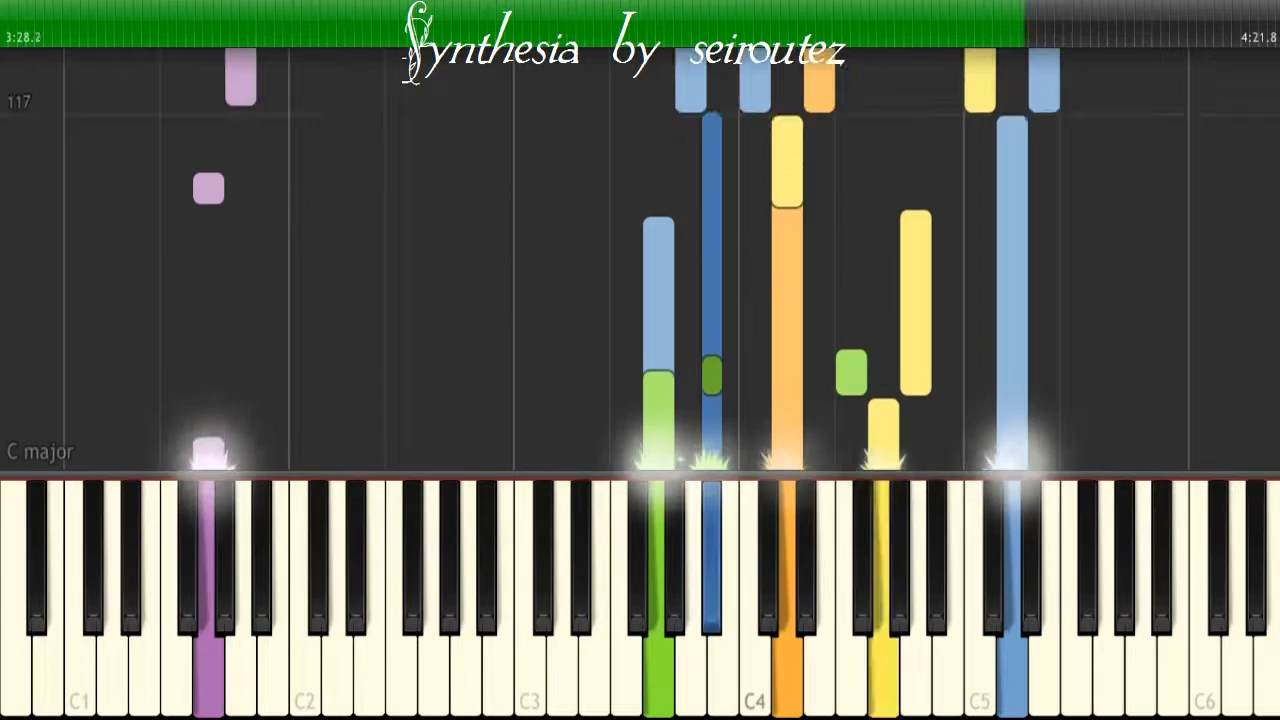 Synthesia by seiroutez
3:28.2
4:21.8
117
C major
C1
C2
C3
C4
C5
C6